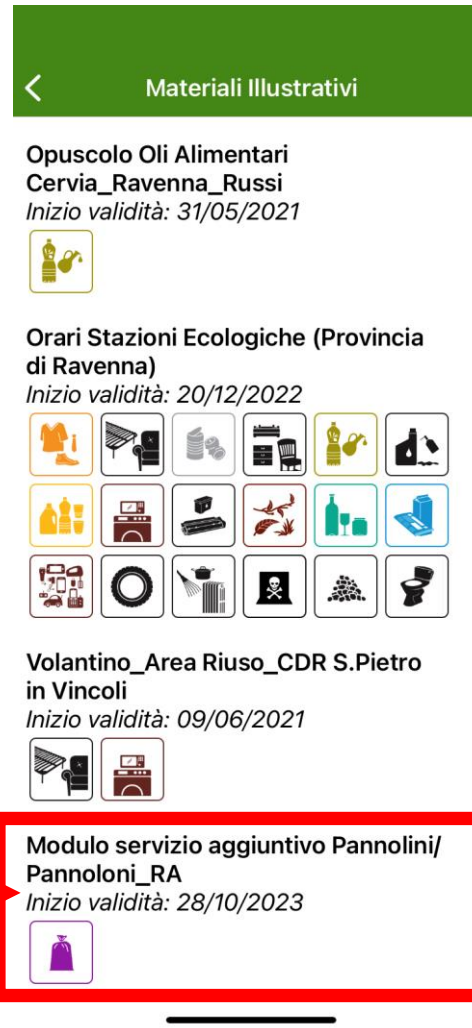 Materiali Illustrativi
Opuscolo Oli Alimentari
Cervia_Ravenna_Russi
Inizio validità: 31/05/2021
Orari Stazioni Ecologiche (Provincia
di Ravenna)
Inizio validità: 20/12/2022
Volantino_Area Riuso_CDR S.Pietro
in Vincoli
Inizio validità: 09/06/2021
Modulo servizio aggiuntivo Pannolini/
Pannoloni_RA
Inizio validità: 28/10/2023